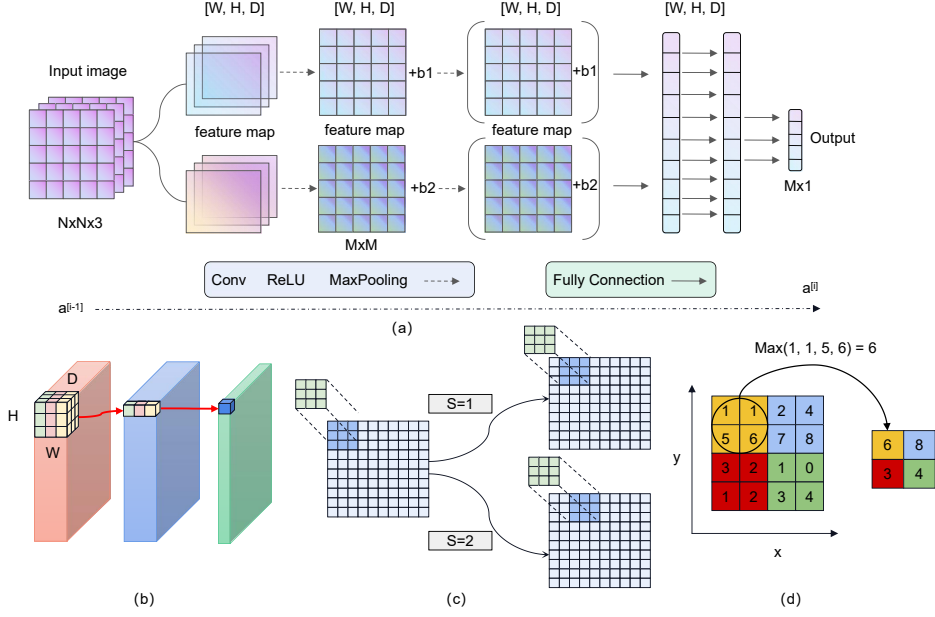 [W, H, D] [W, H, D] [W, H, D] [W, H, D]
Input image
+b1 +b1
feature map feature map feature map
Output
+b2 +b2
Mx1
NxNx3
MxM
Conv ReLU MaxPooling Fully Connection
a[i-1] a[i]
(a)
D
H
W
(b)
S=1
S=2
(c)
Max(1, 1, 5, 6) = 6
1 1 2 4
5 6 7 8
3 2 1 0
1 2 3 4
6 8
3 4
y
x
(d)